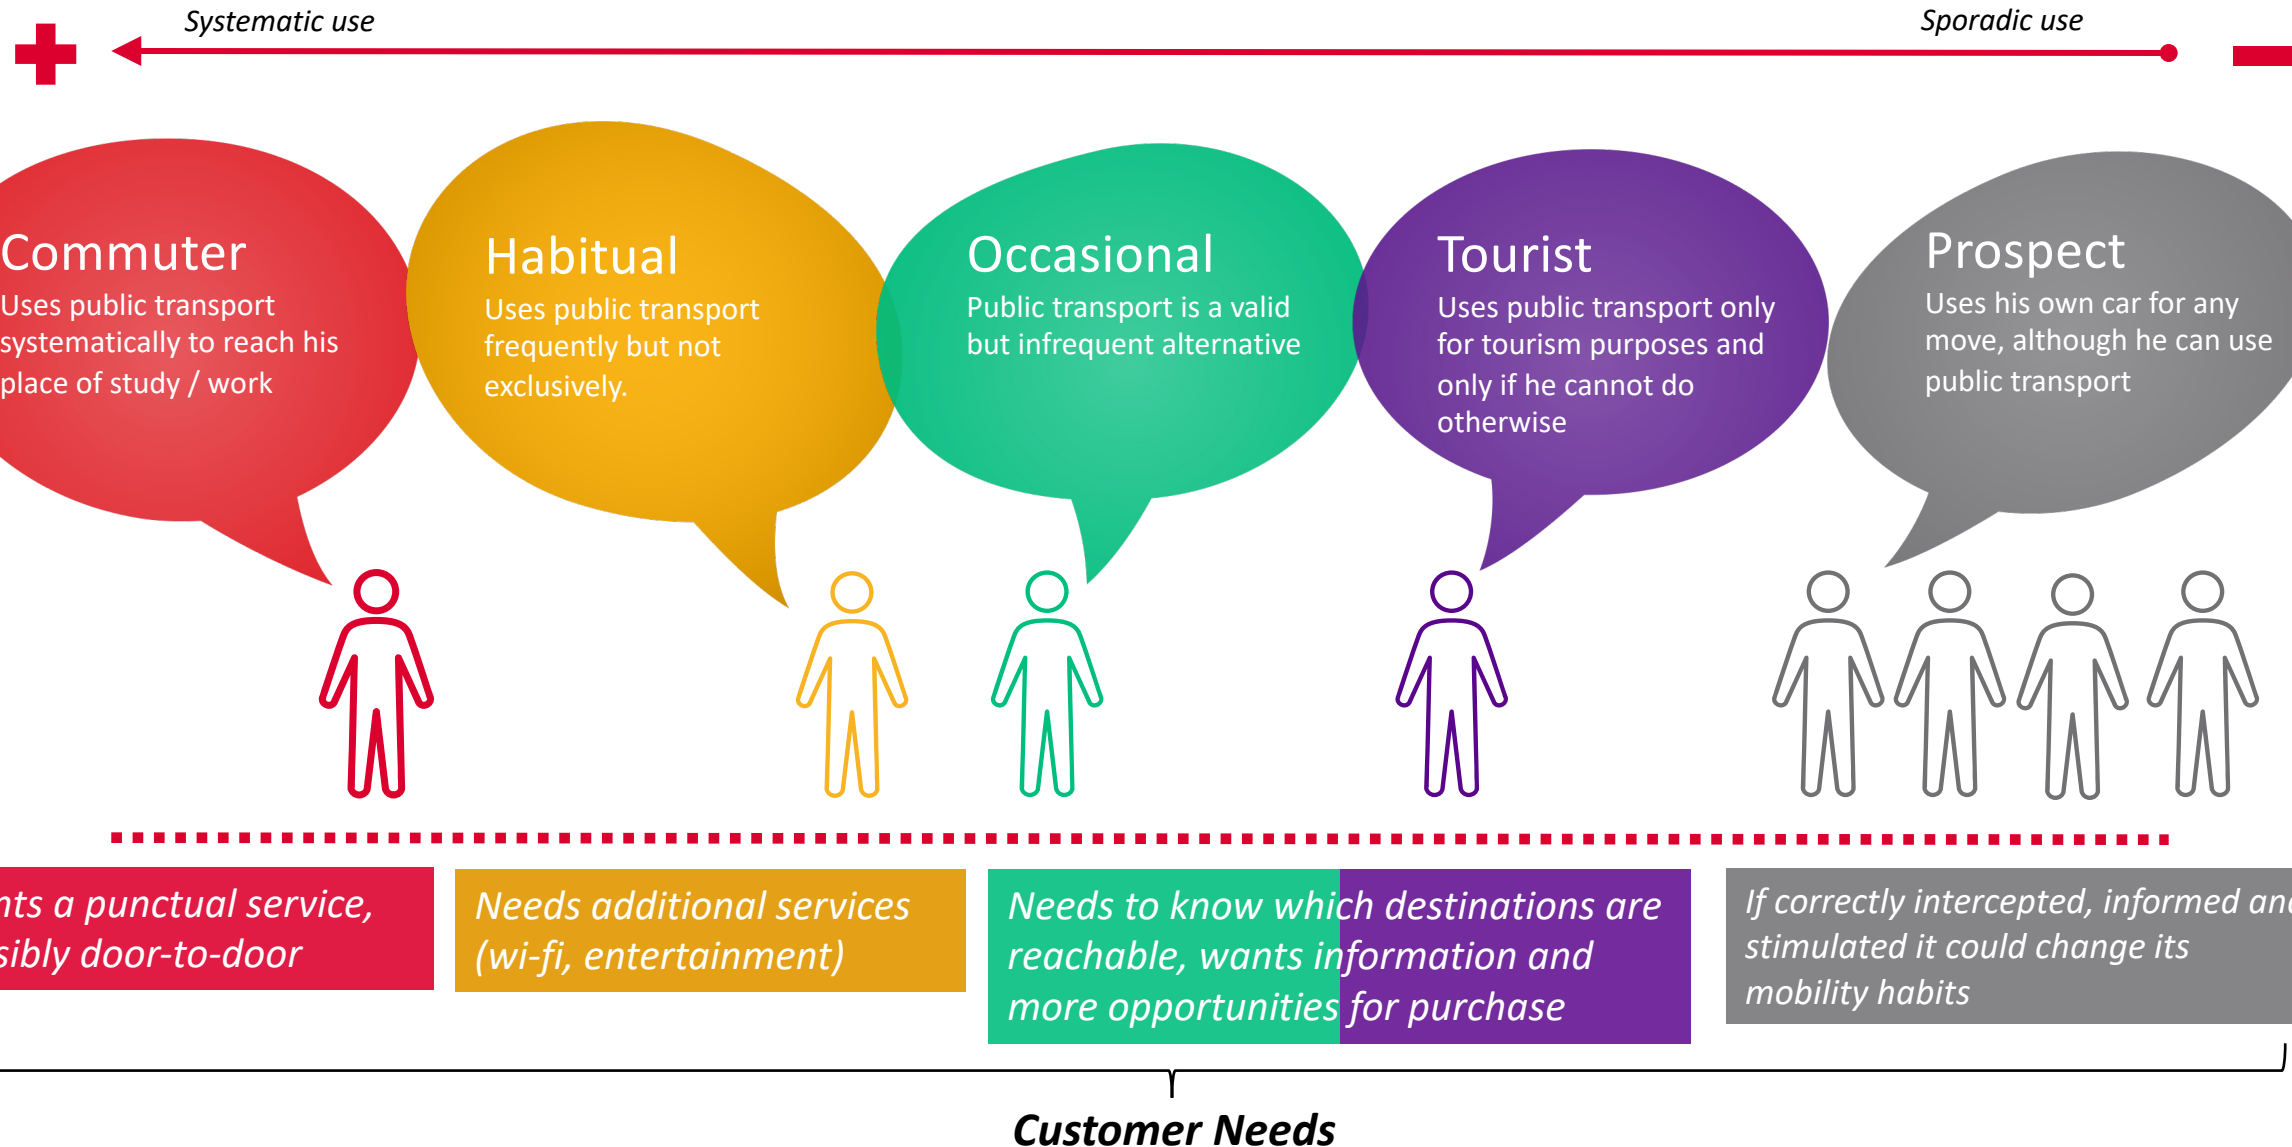 Systematic use
Sporadic use
Commuter
Uses public transport
systematically to reach his
place of study / work
Habitual
Uses public transport
frequently but not
exclusively.
Occasional
Public transport is a valid
but infrequent alternative
Tourist
Uses public transport only
for tourism purposes and
only if he cannot do
otherwise
Prospect
Uses his own car for any
move, although he can use
public transport
a punctual service,
door-to-door
Needs additional services
(wi-fi, entertainment)
Needs to know which destinations are
reachable, wants information and
more opportunities for purchase
If correctly intercepted, informed and
stimulated it could change its
mobility habits
Customer Needs